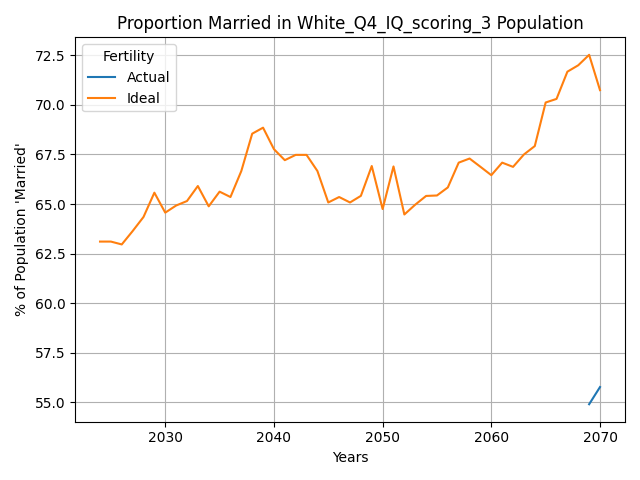 Proportion Married in White_Q4_IQ_scoring_3 Population
Fertility
Actual
Ideal
% of Population 'Married'
72.5
70.0
67.5
65.0
62.5
60.0
57.5
55.0
2030 2040 2050 2060 2070
Years